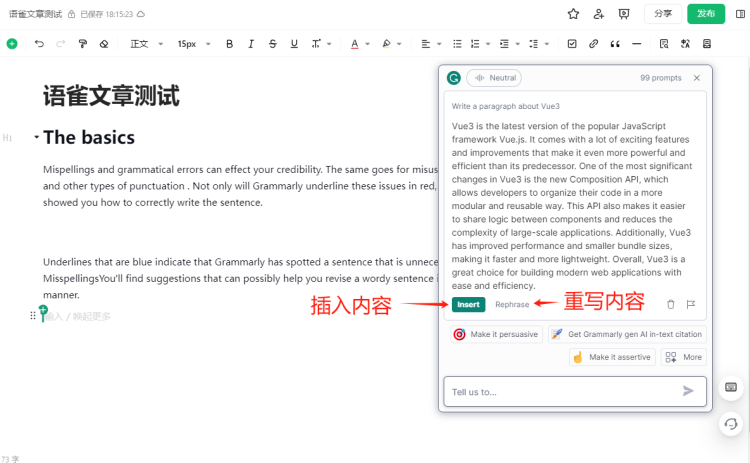 语雀文章测试 已保存 18:15:23 分享 发布
正文 15px B I S U T A
语雀文章测试
H1 The basics
Mispellings and grammatical errors can effect your credibility. The same goes for misus
and other types of punctuation . Not only will Grammarly underline these issues in red,
showed you how to correctly write the sentence.
Underlines that are blue indicate that Grammarly has spotted a sentence that is unnece
MisspellingsYou'll find suggestions that can possibly help you revise a wordy sentence i
manner.
输入 / 唤起更多
73 字
Neutral 99 prompts
Write a paragraph about Vue3
Vue3 is the latest version of the popular JavaScript
framework Vue.js. It comes with a lot of exciting features
and improvements that make it even more powerful and
efficient than its predecessor. One of the most significant
changes in Vue3 is the new Composition API, which
allows developers to organize their code in a more
modular and reusable way. This API also makes it easier
to share logic between components and reduces the
complexity of large-scale applications. Additionally, Vue3
has improved performance and smaller bundle sizes,
making it faster and more lightweight. Overall, Vue3 is a
great choice for building modern web applications with
ease and efficiency.
插入内容 Insert Rephrase 重写内容
Make it persuasive Get Grammarly gen AI in-text citation
Make it assertive More
Tell us to...